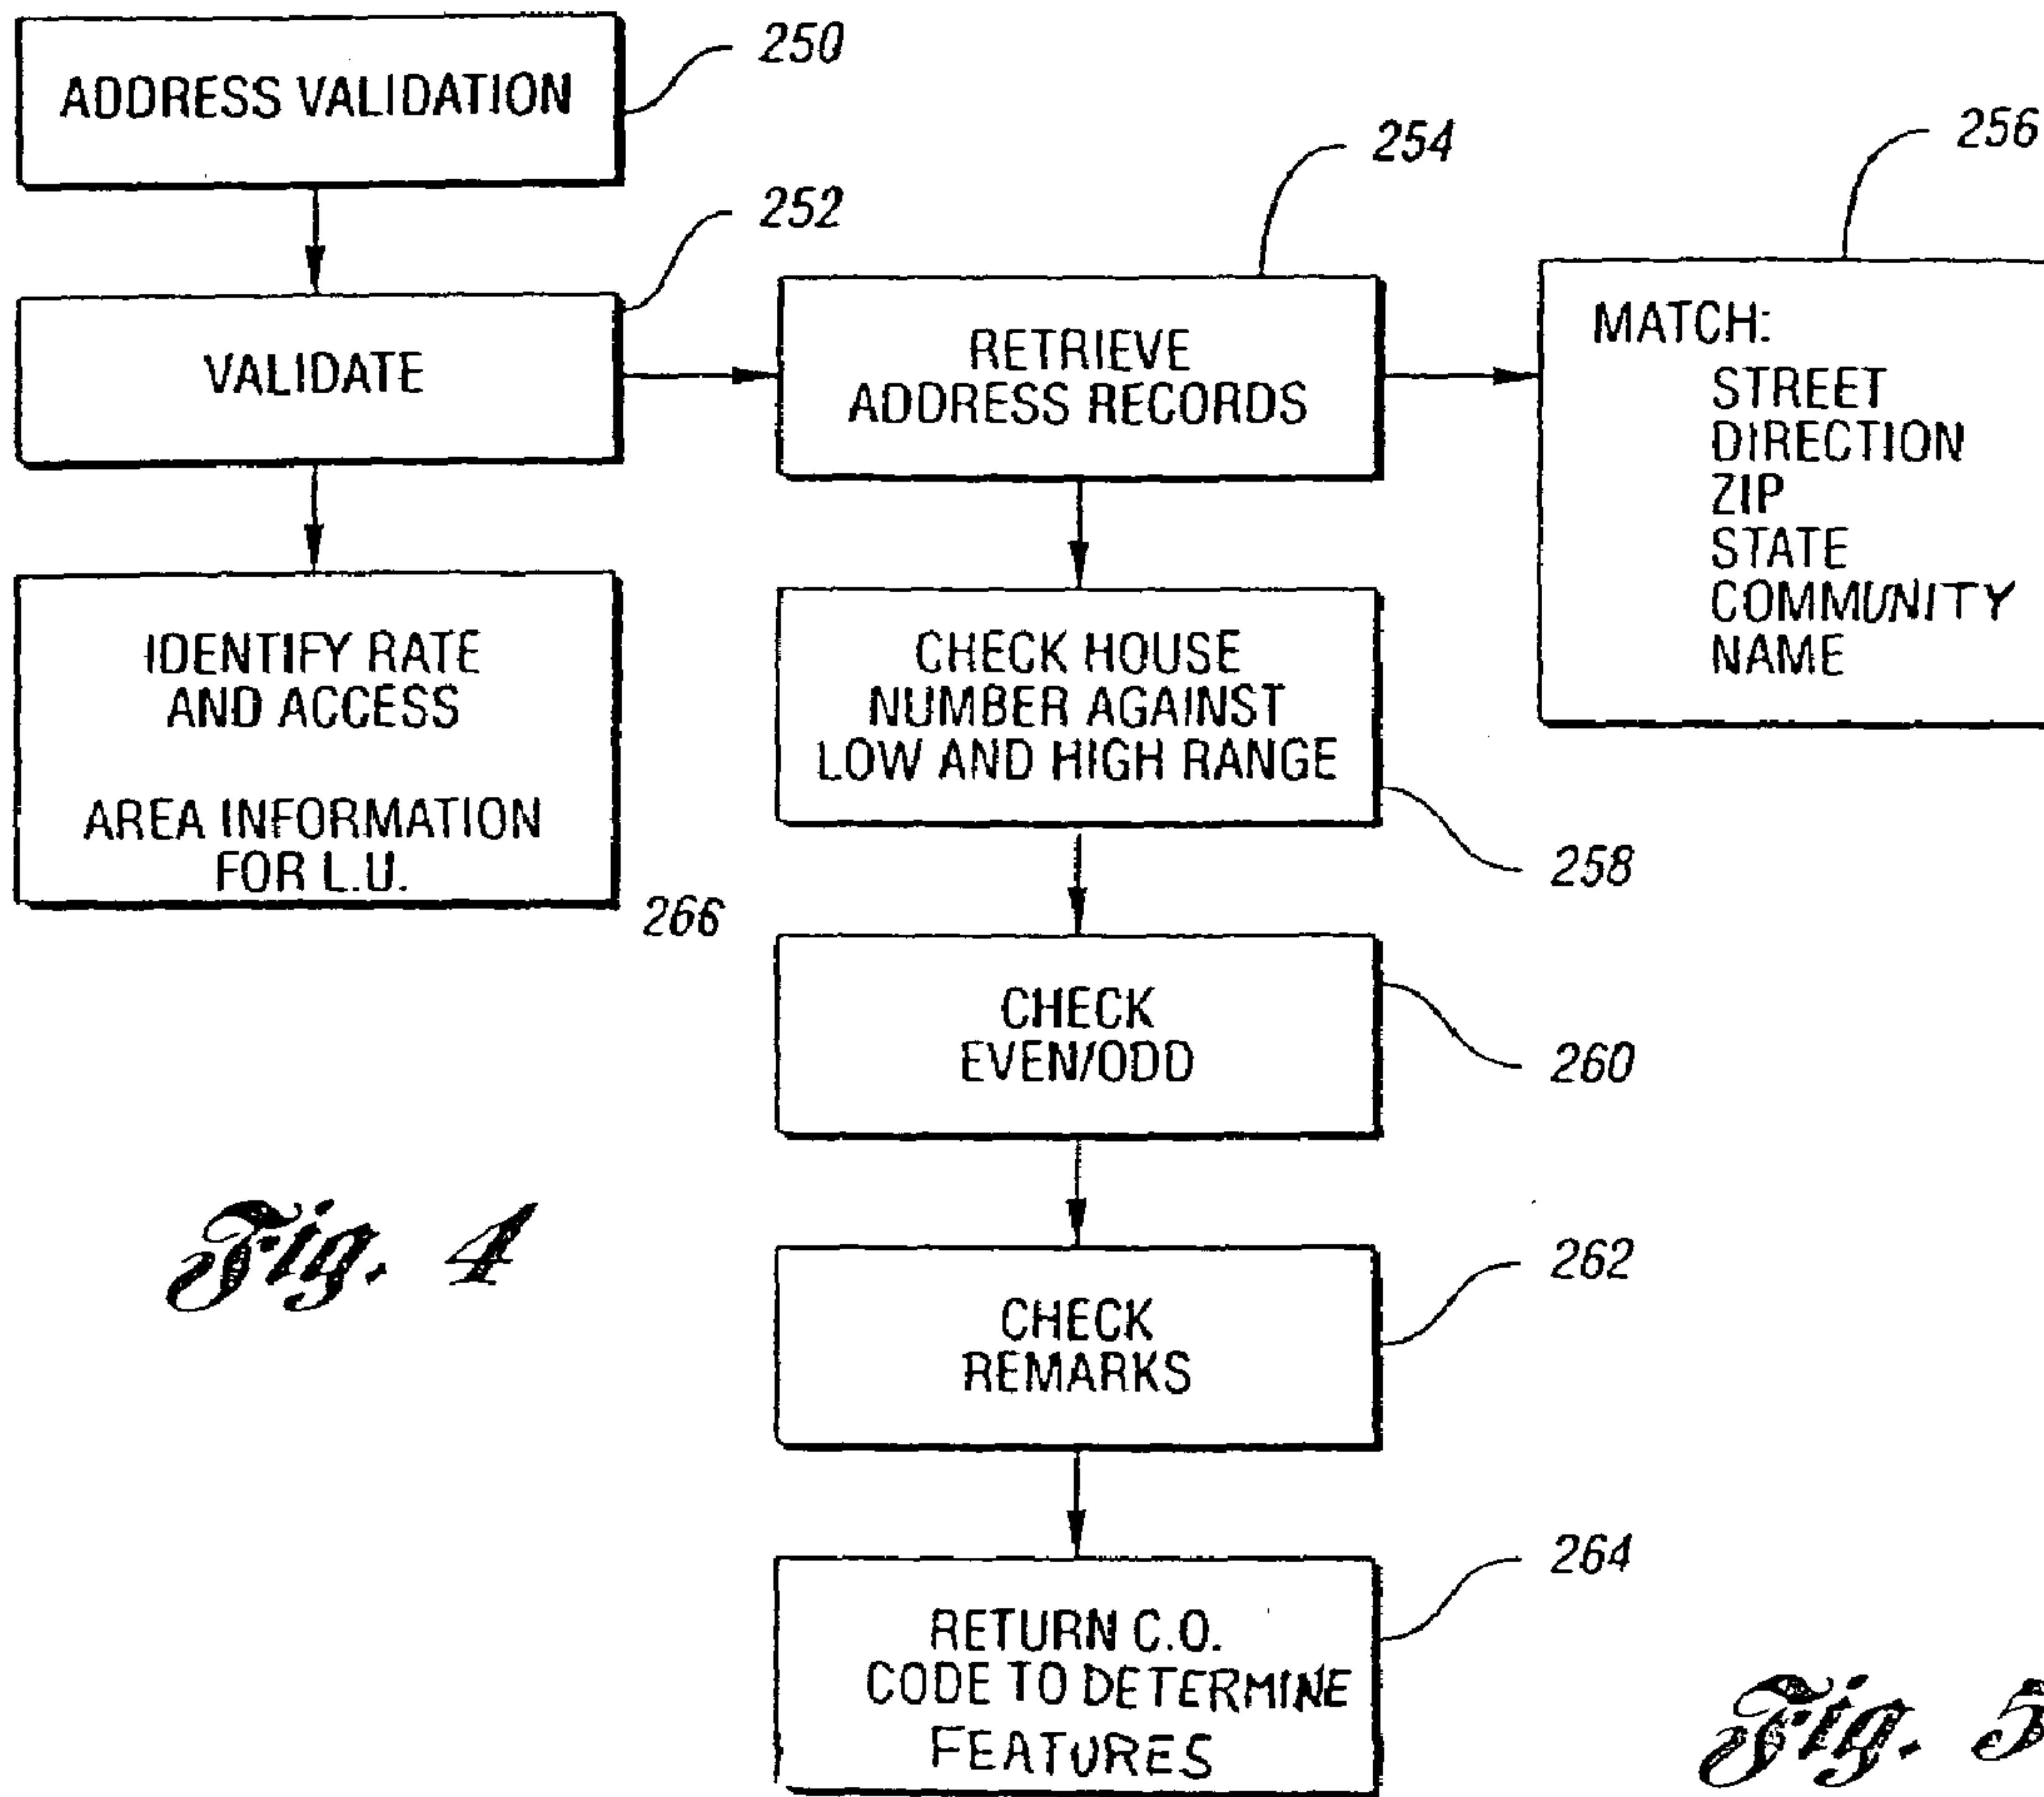 ADDRESS VALIDATION
250
VALIDATE
252
RETRIEVE
ADDRESS RECORDS
254
MATCH:
STREET
DIRECTION
ZIP
STATE
COMMUNITY
NAME
256
IDENTIFY RATE
AND ACCESS
AREA INFORMATION
FOR L.U.
266
CHECK HOUSE
NUMBER AGAINST
LOW AND HIGH RANGE
258
CHECK
EVEN/ODD
260
CHECK
REMARKS
262
RETURN C.O.
CODE TO DETERMINE
FEATURES
264
Fig. 4
Fig. 5